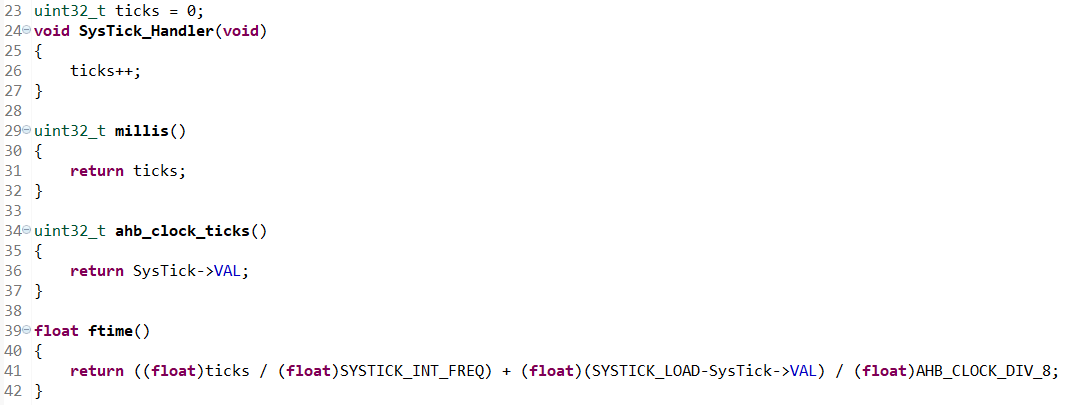 23 uint32_t ticks = 0;
24 void SysTick_Handler(void)
25 {
26     ticks++;
27 }
28
29 uint32_t millis()
30 {
31     return ticks;
32 }
33
34 uint32_t ahb_clock_ticks()
35 {
36     return SysTick->VAL;
37 }
38
39 float ftime()
40 {
41     return ((float)ticks / (float)SYSTICK_INT_FREQ) + (float)(SYSTICK_LOAD-SysTick->VAL) / (float)AHB_CLOCK_DIV_8;
42 }